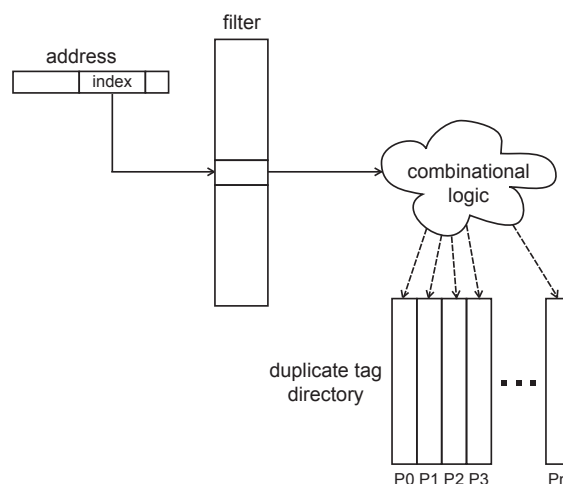 filter
address
index
combinational
logic
duplicate tag
directory
P0 P1 P2 P3